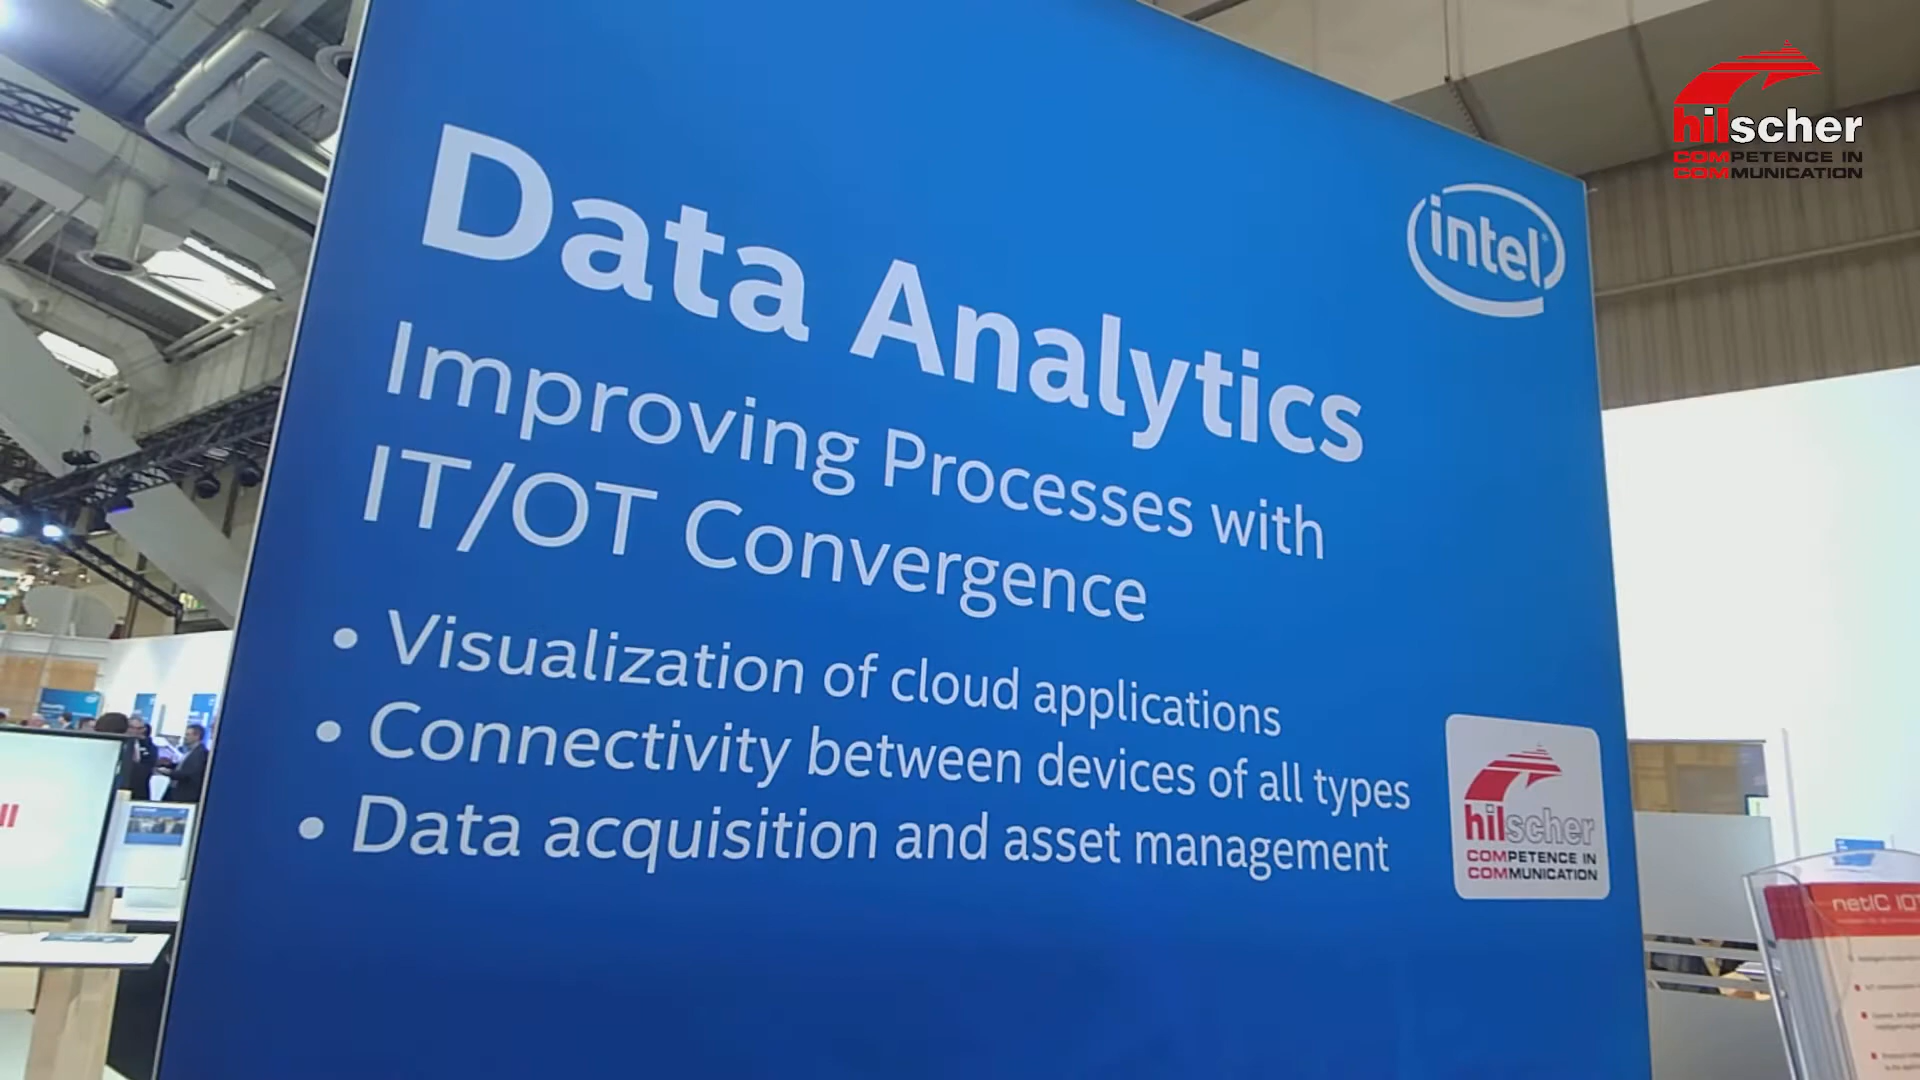 hilscher
COMPETENCE IN
COMMUNICATION
intel
Data Analytics
Improving Processes with
IT/OT Convergence
• Visualization of cloud applications
• Connectivity between devices of all types
• Data acquisition and asset management
hilscher
COMPETENCE IN
COMMUNICATION
netIC IOT